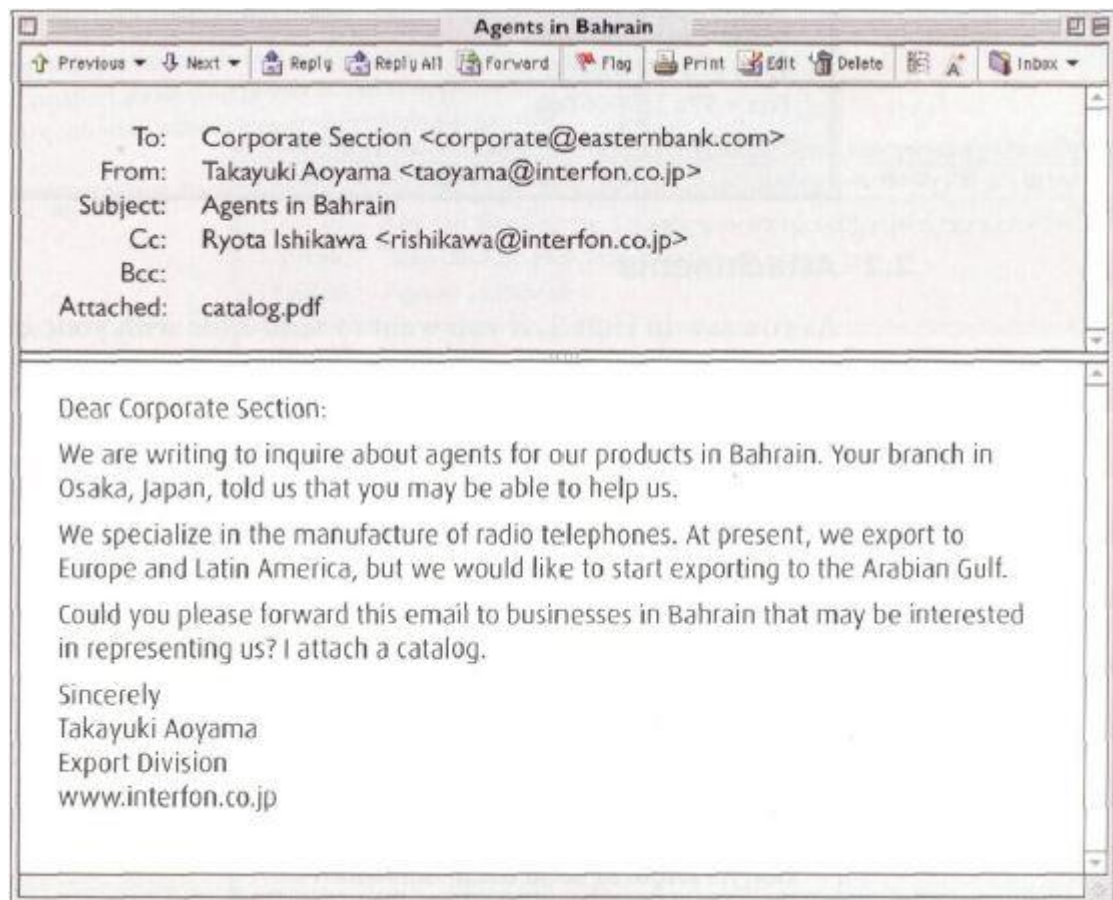 Agents in Bahrain
Previous Next Reply Reply All Forward Flag Print Edit Delete A Inbox
To: Corporate Section <corporate@easternbank.com>
From: Takayuki Aoyama <taoyama@interfon.co.jp>
Subject: Agents in Bahrain
Cc: Ryota Ishikawa <rishikawa@interfon.co.jp>
Bcc:
Attached: catalog.pdf
Dear Corporate Section:
We are writing to inquire about agents for our products in Bahrain. Your branch in
Osaka, Japan, told us that you may be able to help us.
We specialize in the manufacture of radio telephones. At present, we export to
Europe and Latin America, but we would like to start exporting to the Arabian Gulf.
Could you please forward this email to businesses in Bahrain that may be interested
in representing us? I attach a catalog.
Sincerely
Takayuki Aoyama
Export Division
www.interfon.co.jp